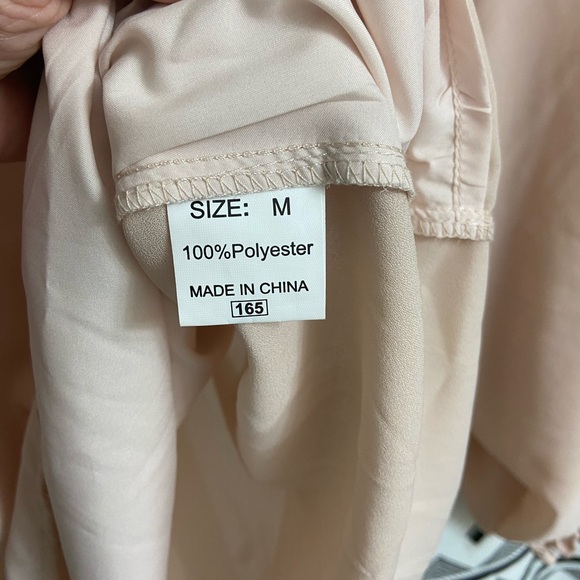 SIZE: M
100%Polyester
MADE IN CHINA
165